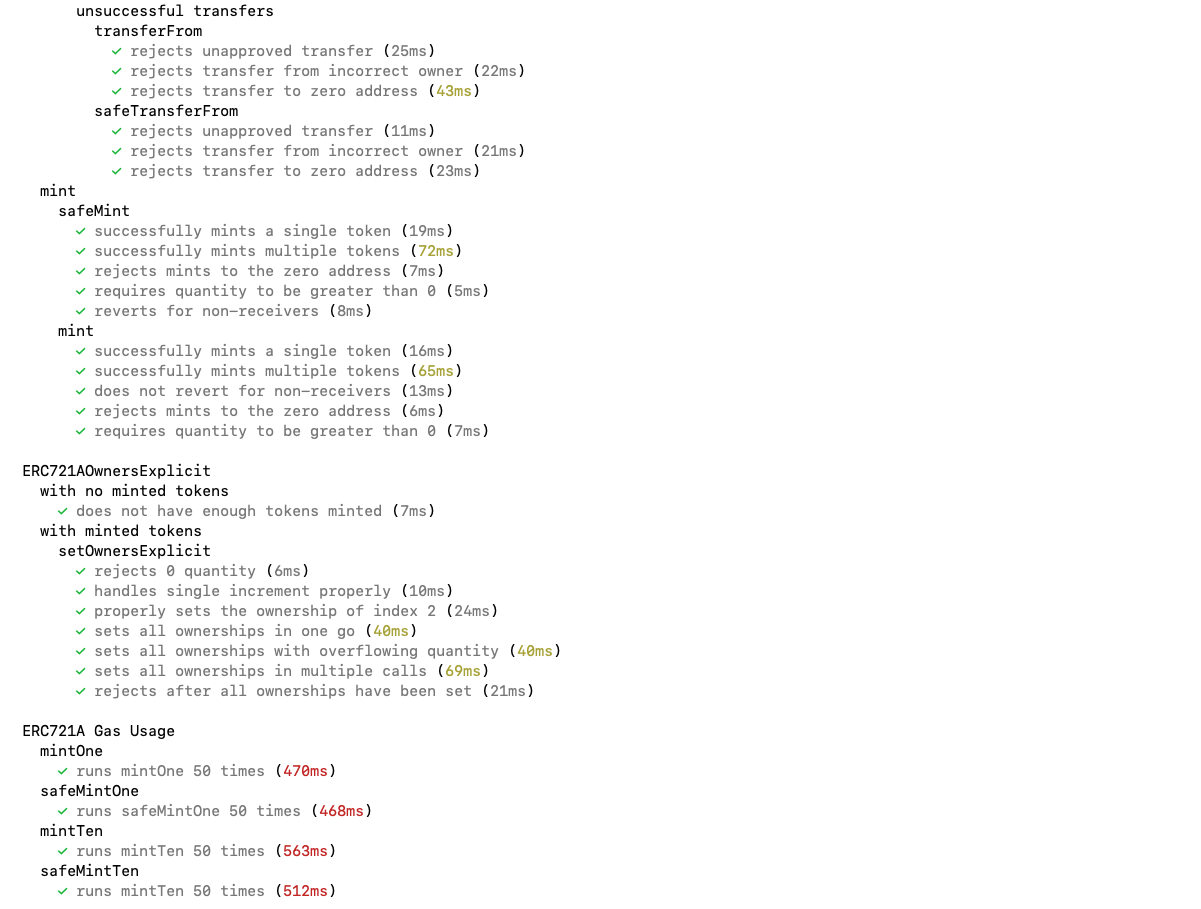 unsuccessful transfers
transferFrom
✓ rejects unapproved transfer (25ms)
✓ rejects transfer from incorrect owner (22ms)
✓ rejects transfer to zero address (43ms)
safeTransferFrom
✓ rejects unapproved transfer (11ms)
✓ rejects transfer from incorrect owner (21ms)
✓ rejects transfer to zero address (23ms)
mint
safeMint
✓ successfully mints a single token (19ms)
✓ successfully mints multiple tokens (72ms)
✓ rejects mints to the zero address (7ms)
✓ requires quantity to be greater than 0 (5ms)
✓ reverts for non-receivers (8ms)
mint
✓ successfully mints a single token (16ms)
✓ successfully mints multiple tokens (65ms)
✓ does not revert for non-receivers (13ms)
✓ rejects mints to the zero address (6ms)
✓ requires quantity to be greater than 0 (7ms)
ERC721AOwnersExplicit
with no minted tokens
✓ does not have enough tokens minted (7ms)
with minted tokens
setOwnersExplicit
✓ rejects 0 quantity (6ms)
✓ handles single increment properly (10ms)
✓ properly sets the ownership of index 2 (24ms)
✓ sets all ownerships in one go (40ms)
✓ sets all ownerships with overflowing quantity (40ms)
✓ sets all ownerships in multiple calls (69ms)
✓ rejects after all ownerships have been set (21ms)
ERC721A Gas Usage
mintOne
✓ runs mintOne 50 times (470ms)
safeMintOne
✓ runs safeMintOne 50 times (468ms)
mintTen
✓ runs mintTen 50 times (563ms)
safeMintTen
✓ runs mintTen 50 times (512ms)